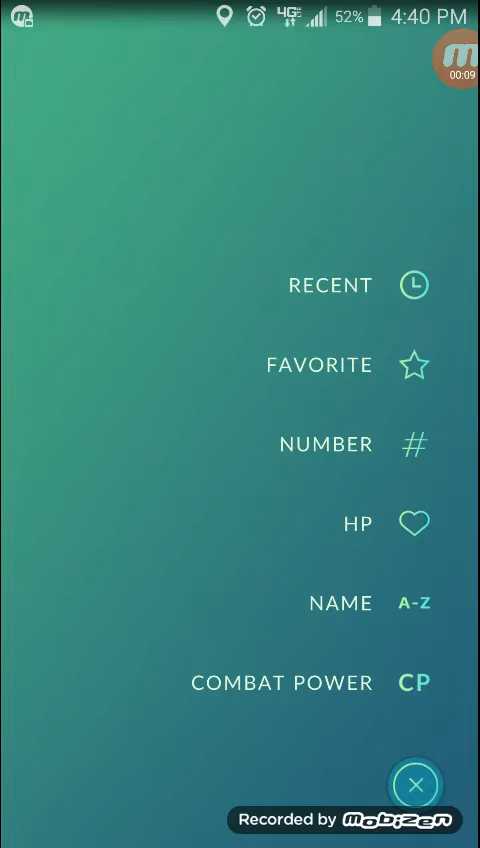 52% 4:40 PM
m
00:09
RECENT
FAVORITE
NUMBER #
HP
NAME A-Z
COMBAT POWER CP
Recorded by mobizen